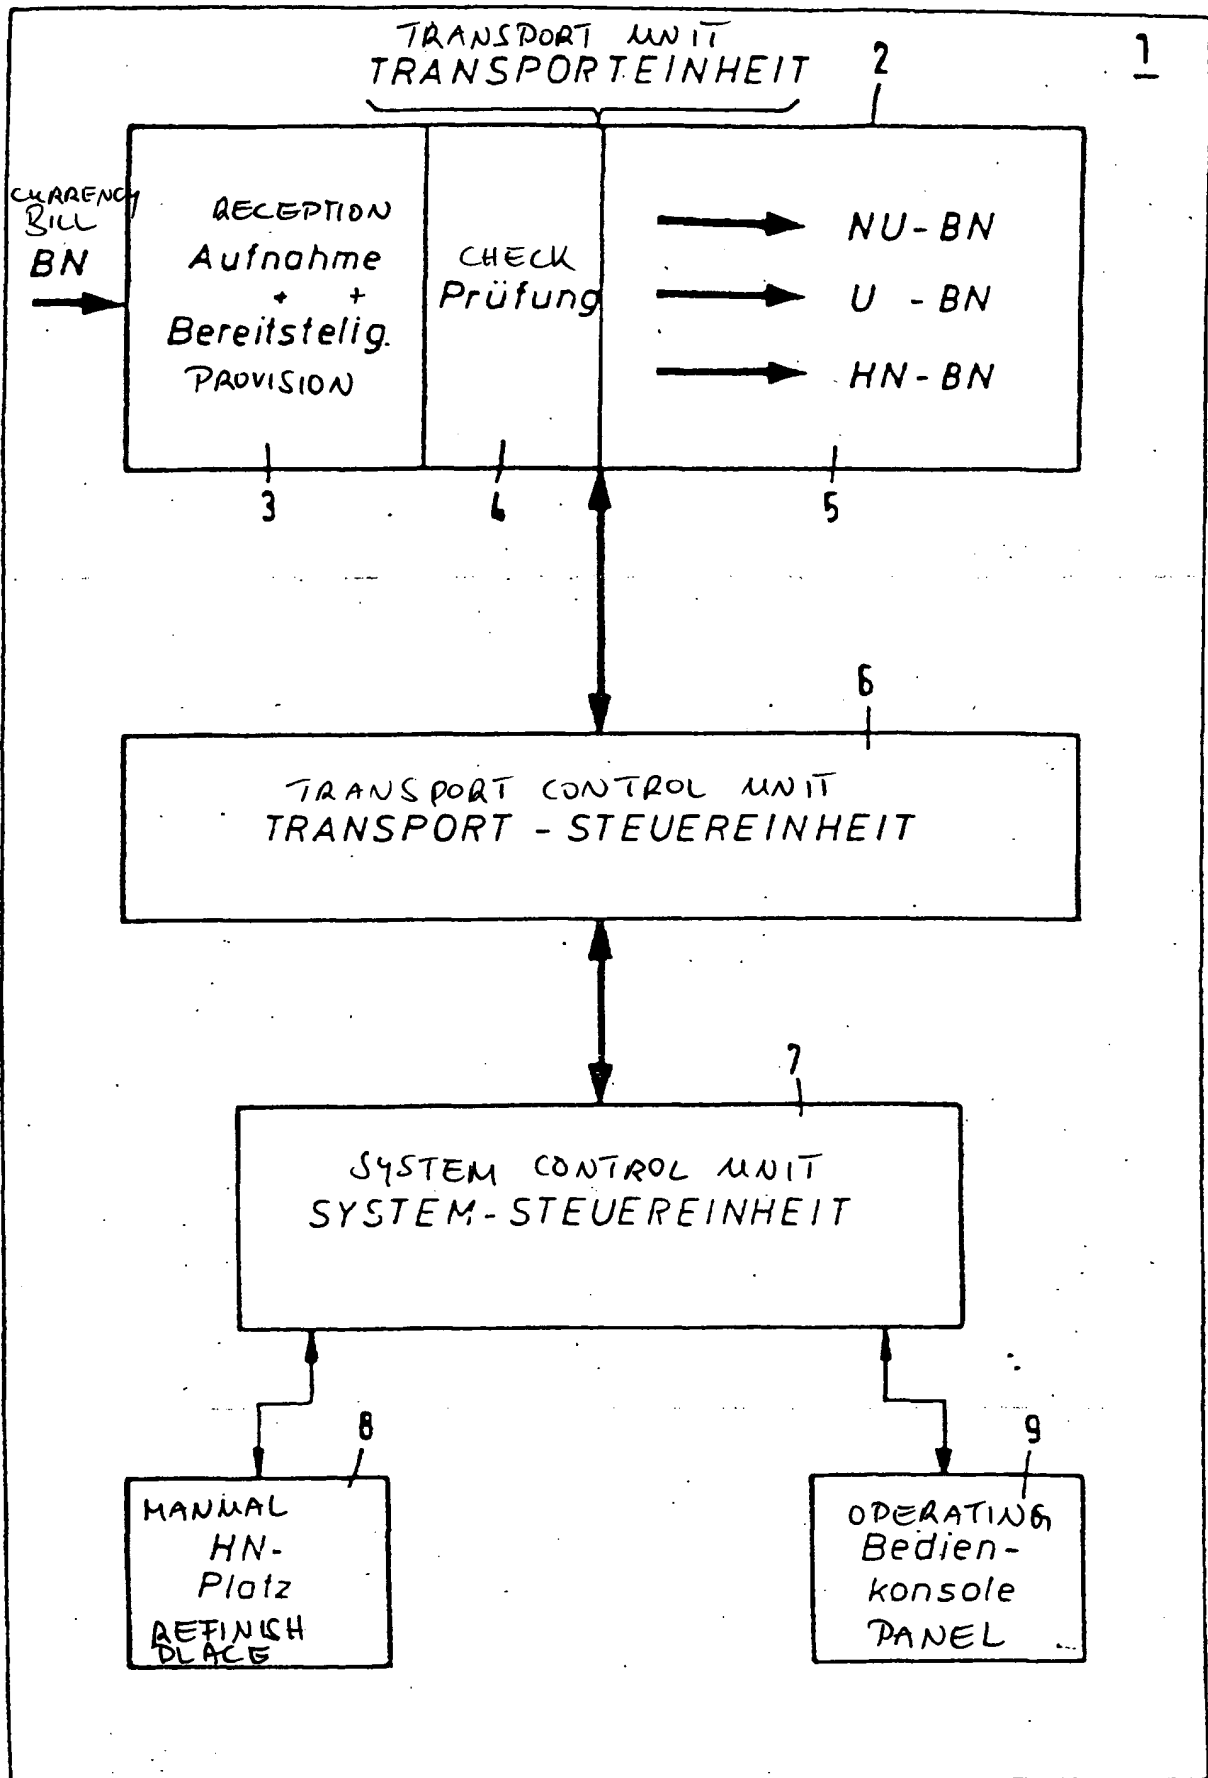 TRANSPORT UNIT
TRANSPORTEINHEIT
1
2
CURRENCY
BILL
BN
RECEPTION
Aufnahme
+ +
Bereitstellg.
PROVISION
CHECK
Prüfung
NU-BN
U -BN
HN-BN
3
4
5
6
TRANSPORT CONTROL UNIT
TRANSPORT - STEUEREINHEIT
7
SYSTEM CONTROL UNIT
SYSTEM-STEUEREINHEIT
8
MANUAL
HN-
Platz
REFINISH
PLACE
9
OPERATING
Bedien-
konsole
PANEL